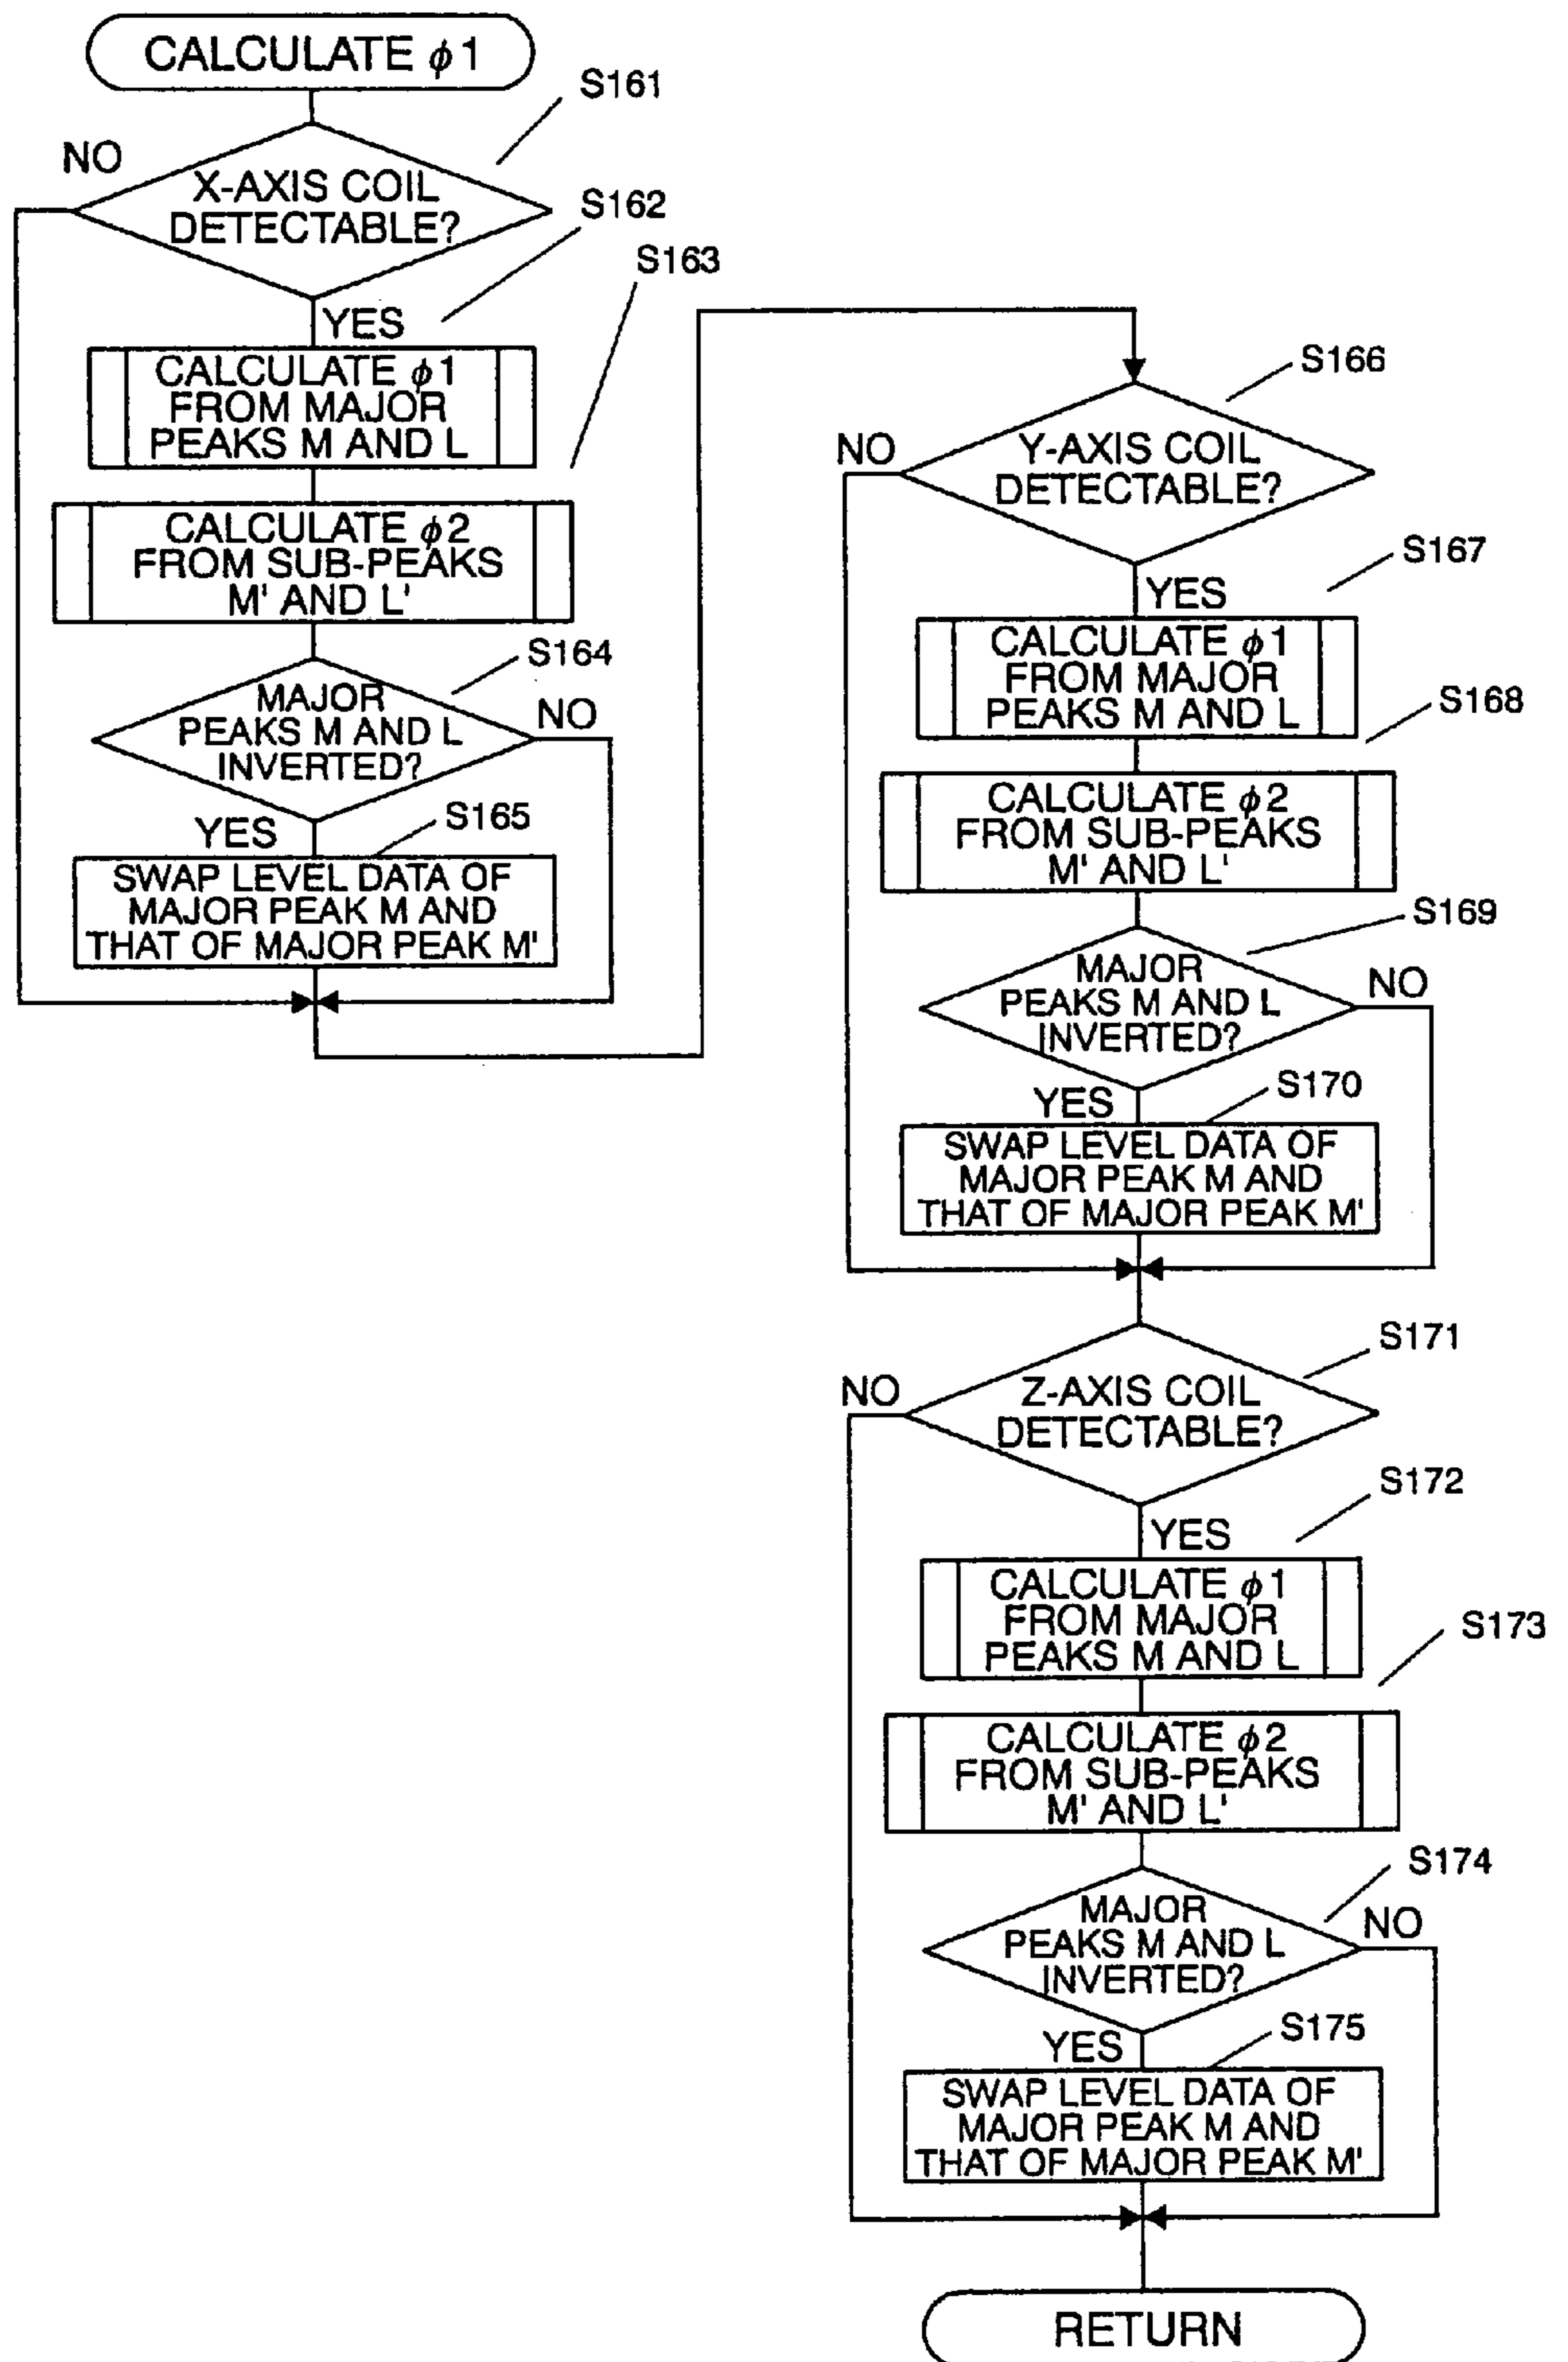 CALCULATE ϕ1
S161
NO
X-AXIS COIL
DETECTABLE?
S162
S163
YES
CALCULATE ϕ1
FROM MAJOR
PEAKS M AND L
CALCULATE ϕ2
FROM SUB-PEAKS
M' AND L'
S164
MAJOR
PEAKS M AND L
INVERTED?
NO
YES
S165
SWAP LEVEL DATA OF
MAJOR PEAK M AND
THAT OF MAJOR PEAK M'
S166
NO
Y-AXIS COIL
DETECTABLE?
S167
YES
CALCULATE ϕ1
FROM MAJOR
PEAKS M AND L
S168
CALCULATE ϕ2
FROM SUB-PEAKS
M' AND L'
S169
MAJOR
PEAKS M AND L
INVERTED?
NO
S170
YES
SWAP LEVEL DATA OF
MAJOR PEAK M AND
THAT OF MAJOR PEAK M'
S171
NO
Z-AXIS COIL
DETECTABLE?
S172
YES
CALCULATE ϕ1
FROM MAJOR
PEAKS M AND L
S173
CALCULATE ϕ2
FROM SUB-PEAKS
M' AND L'
S174
MAJOR
PEAKS M AND L
INVERTED?
NO
S175
YES
SWAP LEVEL DATA OF
MAJOR PEAK M AND
THAT OF MAJOR PEAK M'
RETURN